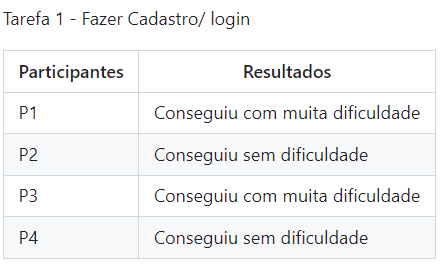 Tarefa 1 - Fazer Cadastro/ login
Participantes Resultados
P1 Conseguiu com muita dificuldade
P2 Conseguiu sem dificuldade
P3 Conseguiu com muita dificuldade
P4 Conseguiu sem dificuldade